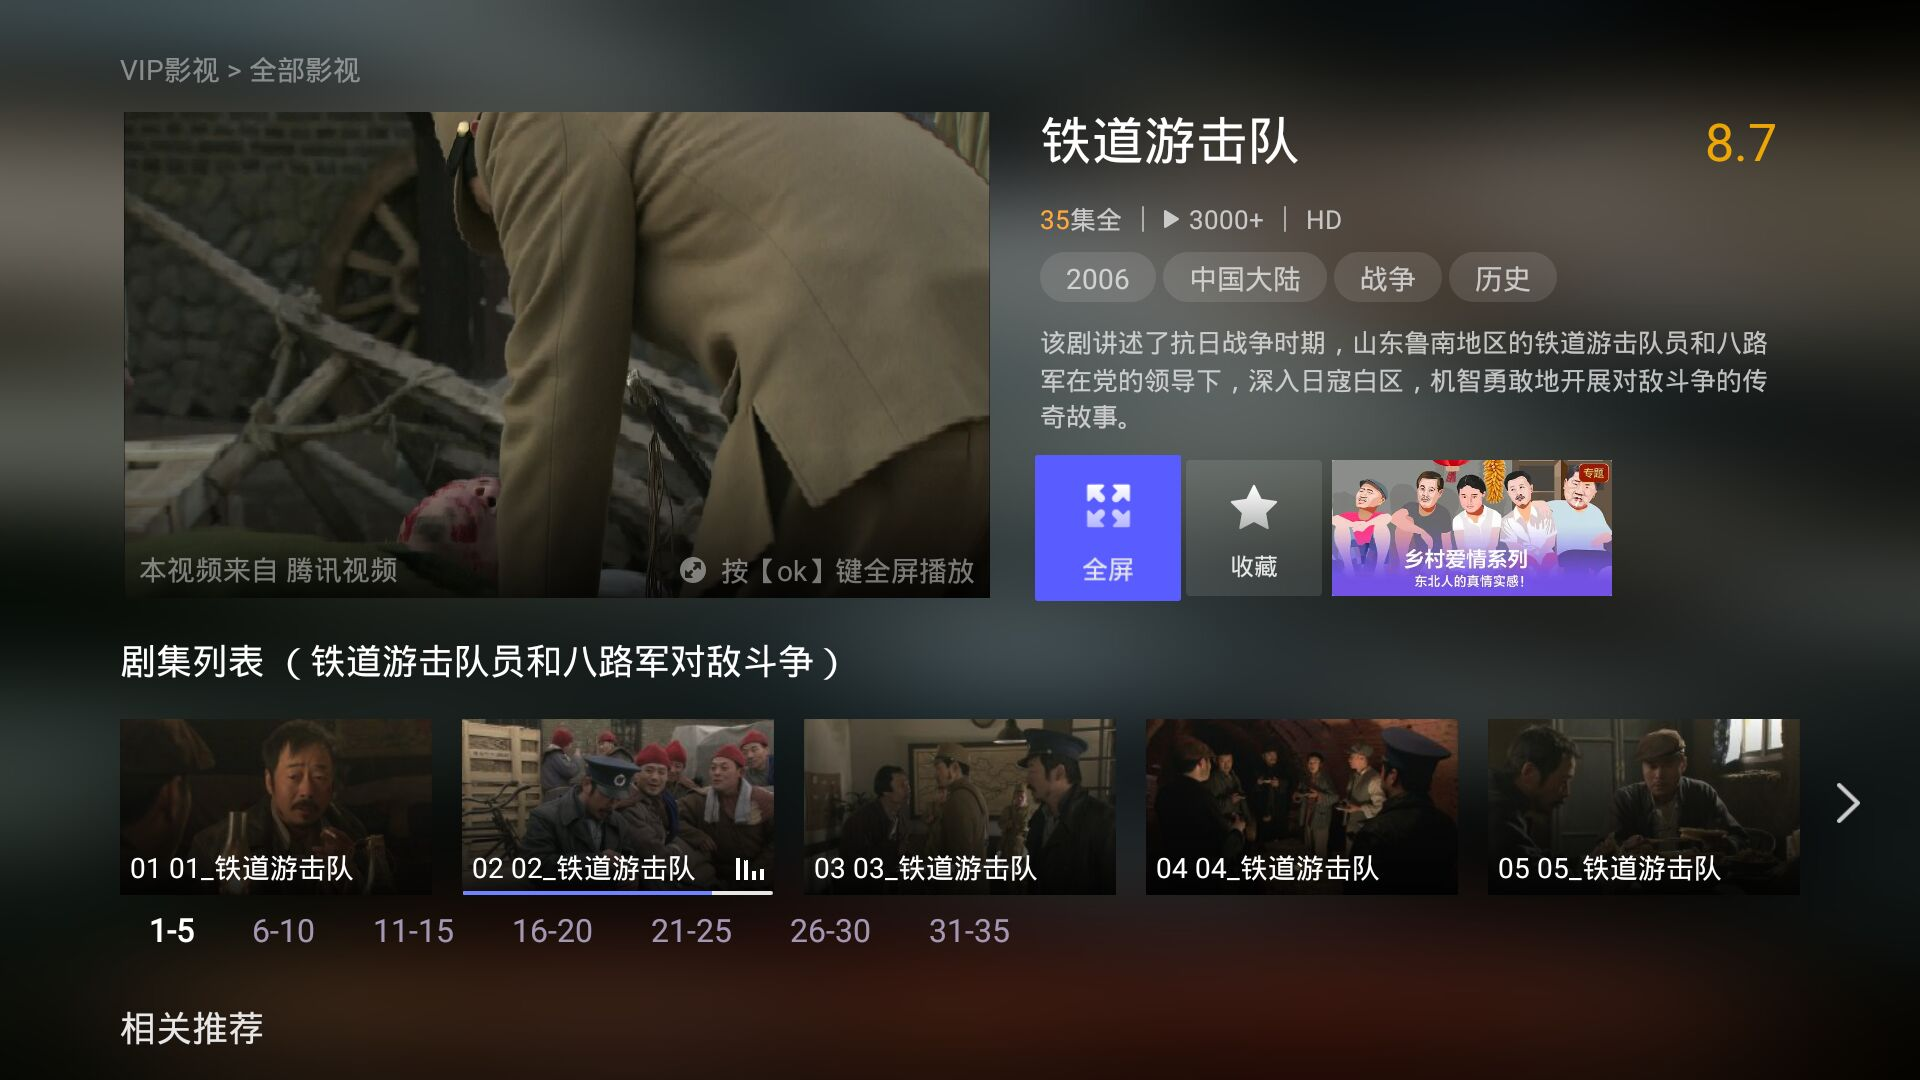 VIP影视 > 全部影视
铁道游击队
8.7
35集全 | 3000+ | HD
2006 中国大陆 战争 历史
该剧讲述了抗日战争时期，山东鲁南地区的铁道游击队员和八路
军在党的领导下，深入日寇白区，机智勇敢地开展对敌斗争的传
奇故事。
本视频来自 腾讯视频
按【ok】键全屏播放
全屏
收藏
专题
乡村爱情系列
东北人的真情实感！
剧集列表 （铁道游击队员和八路军对敌斗争）
01 01_铁道游击队
02 02_铁道游击队
03 03_铁道游击队
04 04_铁道游击队
05 05_铁道游击队
1-5 6-10 11-15 16-20 21-25 26-30 31-35
相关推荐